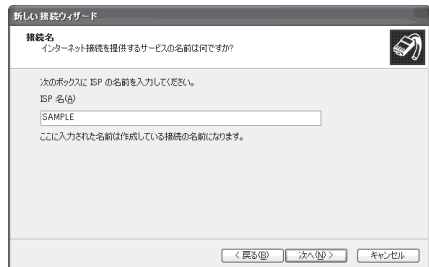 新しい接続ウィザード
接続名
インターネット接続を提供するサービスの名前は何ですか?
次のボックスに ISP の名前を入力してください。
ISP 名(A)
SAMPLE
ここに入力された名前は作成している接続の名前になります。
< 戻る(B) 次へ(N) > キャンセル